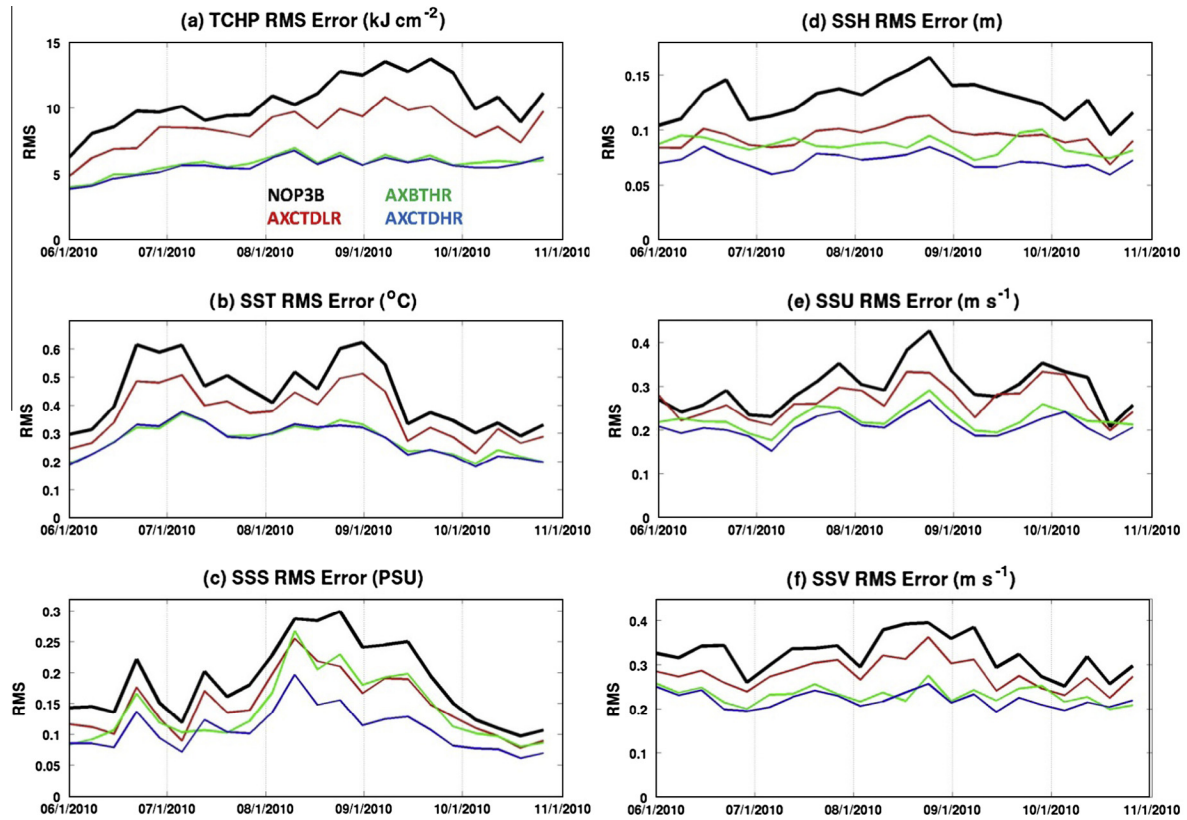 (a) TCHP RMS Error (kJ cm⁻²)
15
10
5
0
RMS
NOP3B AXBTHR
AXCTDLR AXCTDHR
06/1/2010 07/1/2010 08/1/2010 09/1/2010 10/1/2010 11/1/2010
(d) SSH RMS Error (m)
0.15
0.1
0.05
0
RMS
06/1/2010 07/1/2010 08/1/2010 09/1/2010 10/1/2010 11/1/2010
(b) SST RMS Error (°C)
0.6
0.5
0.4
0.3
0.2
0.1
0
RMS
06/1/2010 07/1/2010 08/1/2010 09/1/2010 10/1/2010 11/1/2010
(e) SSU RMS Error (m s⁻¹)
0.4
0.3
0.2
0.1
0
RMS
06/1/2010 07/1/2010 08/1/2010 09/1/2010 10/1/2010 11/1/2010
(c) SSS RMS Error (PSU)
0.3
0.25
0.2
0.15
0.1
0.05
0
RMS
06/1/2010 07/1/2010 08/1/2010 09/1/2010 10/1/2010 11/1/2010
(f) SSV RMS Error (m s⁻¹)
0.4
0.3
0.2
0.1
0
RMS
06/1/2010 07/1/2010 08/1/2010 09/1/2010 10/1/2010 11/1/2010